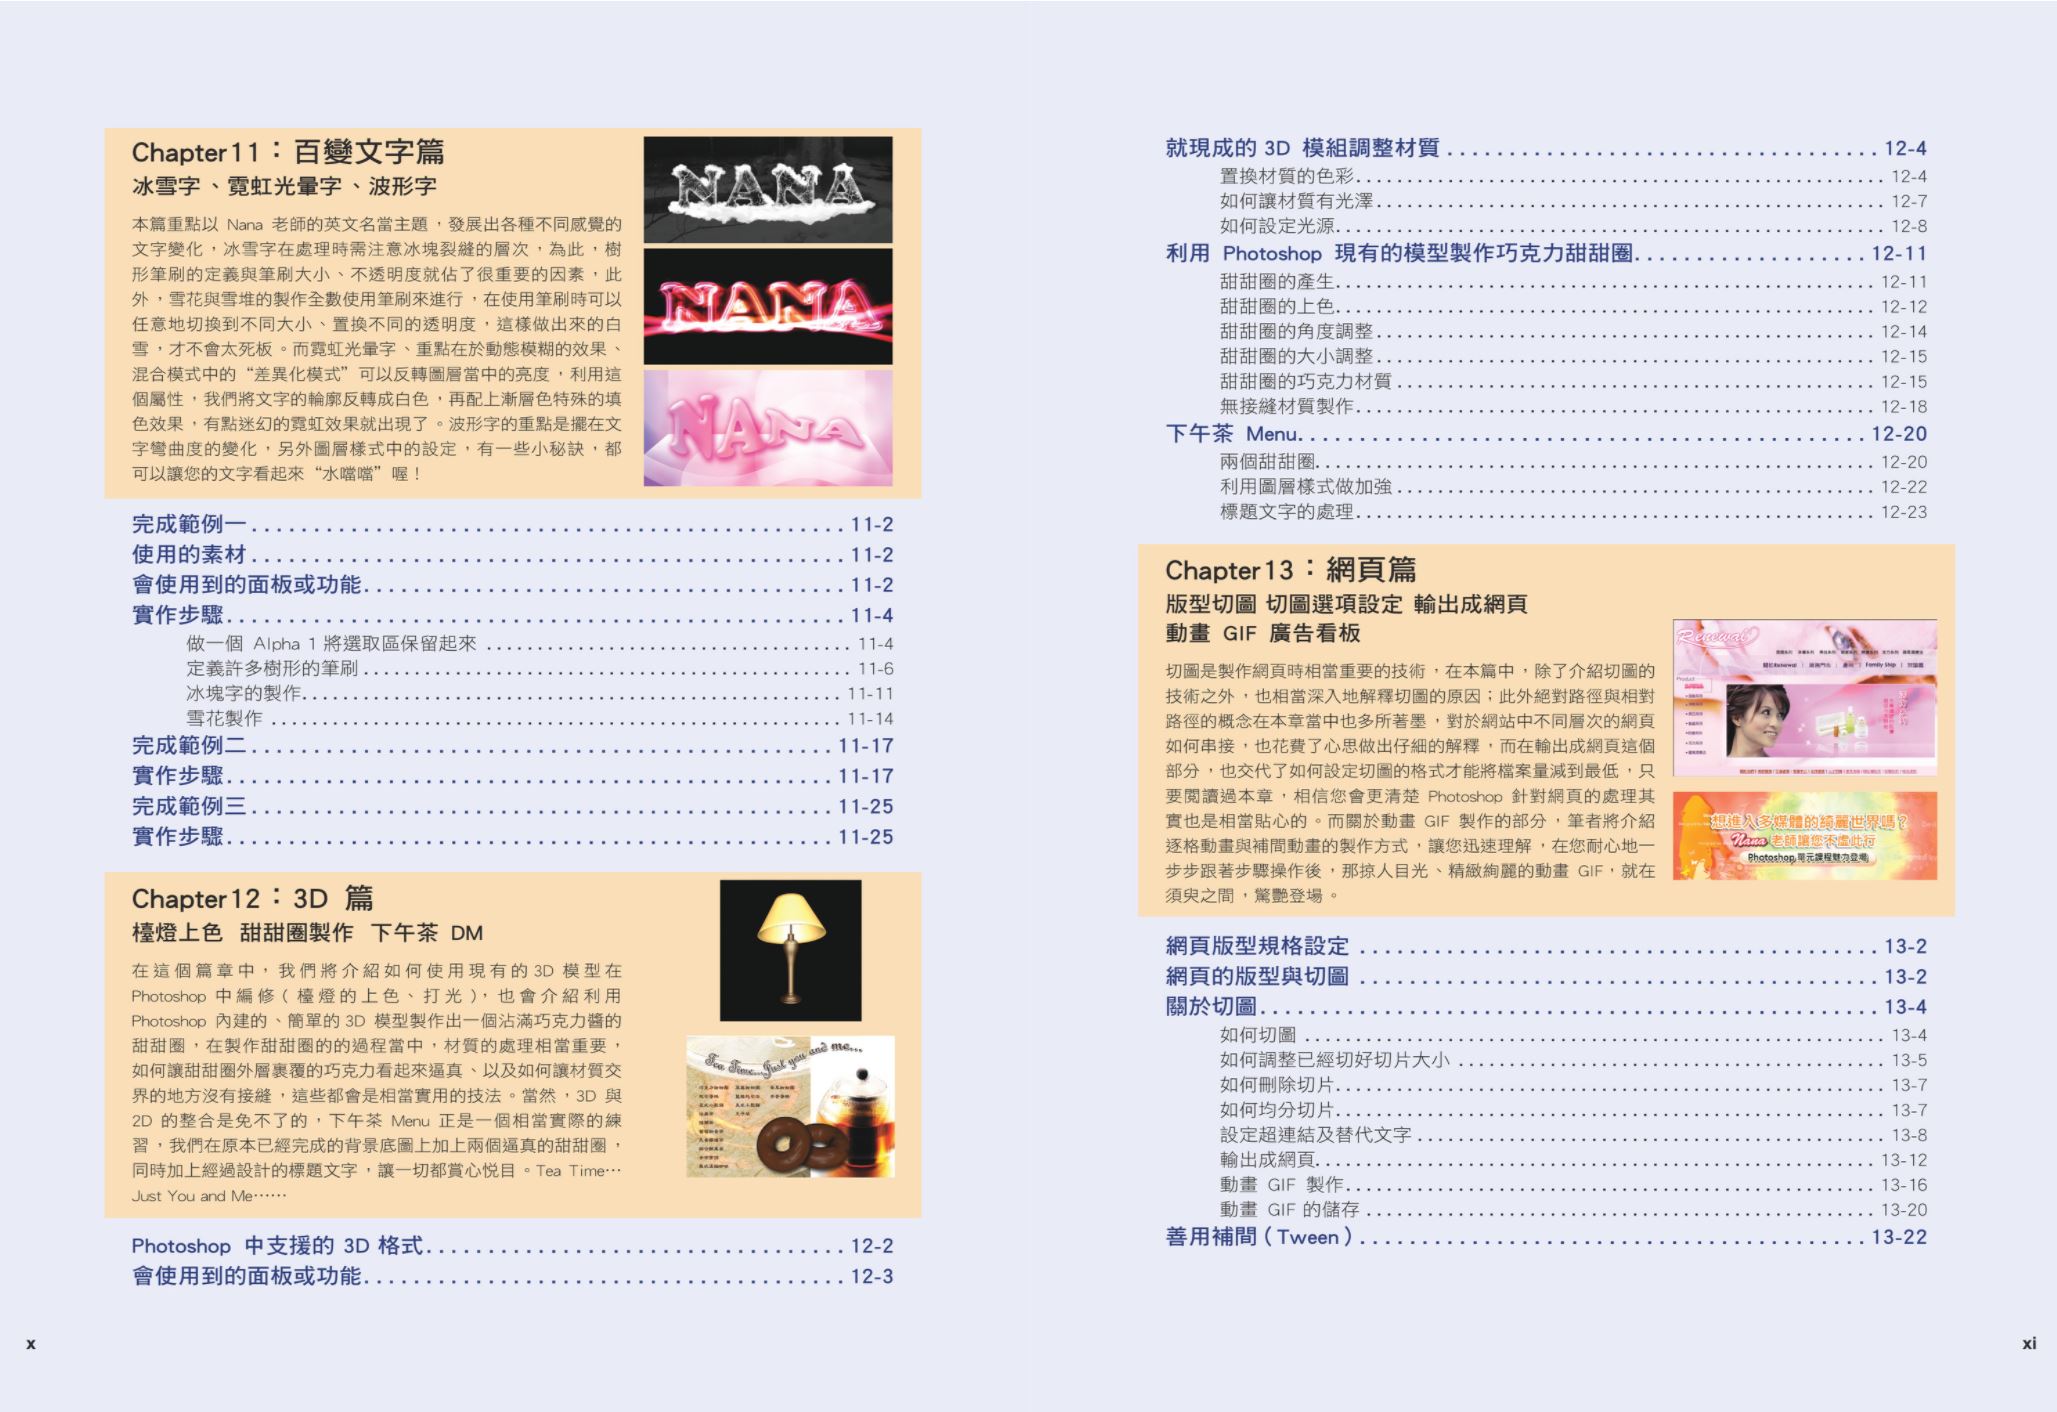 Chapter11：百變文字篇
冰雪字、霓虹光暈字、波形字
本篇重點以 Nana 老師的英文名當主題，發展出各種不同感覺的
文字變化，冰雪字在處理時需注意冰塊裂縫的層次，為此，樹
形筆刷的定義與筆刷大小、不透明度就佔了很重要的因素，此
外，雪花與雪堆的製作全數使用筆刷來進行，在使用筆刷時可以
任意地切換到不同大小、置換不同的透明度，這樣做出來的白
雪，才不會太死板。而霓虹光暈字、重點在於動態模糊的效果、
混合模式中的“差異化模式”可以反轉圖層當中的亮度，利用這
個屬性，我們將文字的輪廓反轉成白色，再配上漸層色特殊的填
色效果，有點迷幻的霓虹效果就出現了。波形字的重點是擺在文
字彎曲度的變化，另外圖層樣式中的設定，有一些小秘訣，都
可以讓您的文字看起來“水噹噹”喔！
NANA
NANA
NANA
完成範例一 11-2
使用的素材 11-2
會使用到的面板或功能 11-2
實作步驟 11-4
做一個 Alpha 1 將選取區保留起來 11-4
定義許多樹形的筆刷 11-6
冰塊字的製作 11-11
雪花製作 11-14
完成範例二 11-17
實作步驟 11-17
完成範例三 11-25
實作步驟 11-25
Chapter12：3D 篇
檯燈上色 甜甜圈製作 下午茶 DM
在這個篇章中，我們將介紹如何使用現有的 3D 模型在
Photoshop 中編修（檯燈的上色、打光），也會介紹利用
Photoshop 內建的、簡單的 3D 模型製作出一個沾滿巧克力醬的
甜甜圈，在製作甜甜圈的的過程當中，材質的處理相當重要，
如何讓甜甜圈外層裹覆的巧克力看起來逼真、以及如何讓材質交
界的地方沒有接縫，這些都會是相當實用的技法。當然，3D 與
2D 的整合是免不了的，下午茶 Menu 正是一個相當實際的練
習，我們在原本已經完成的背景底圖上加上兩個逼真的甜甜圈，
同時加上經過設計的標題文字，讓一切都賞心悅目。Tea Time…
Just You and Me……
Tea Time...Just you and me...
Photoshop 中支援的 3D 格式 12-2
會使用到的面板或功能 12-3
x
就現成的 3D 模組調整材質 12-4
置換材質的色彩 12-4
如何讓材質有光澤 12-7
如何設定光源 12-8
利用 Photoshop 現有的模型製作巧克力甜甜圈 12-11
甜甜圈的產生 12-11
甜甜圈的上色 12-12
甜甜圈的角度調整 12-14
甜甜圈的大小調整 12-15
甜甜圈的巧克力材質 12-15
無接縫材質製作 12-18
下午茶 Menu 12-20
兩個甜甜圈 12-20
利用圖層樣式做加強 12-22
標題文字的處理 12-23
Chapter13：網頁篇
版型切圖 切圖選項設定 輸出成網頁
動畫 GIF 廣告看板
切圖是製作網頁時相當重要的技術，在本篇中，除了介紹切圖的
技術之外，也相當深入地解釋切圖的原因；此外絕對路徑與相對
路徑的概念在本章當中也多所著墨，對於網站中不同層次的網頁
如何串接，也花費了心思做出仔細的解釋，而在輸出成網頁這個
部分，也交代了如何設定切圖的格式才能將檔案量減到最低，只
要閱讀過本章，相信您會更清楚 Photoshop 針對網頁的處理其
實也是相當貼心的。而關於動畫 GIF 製作的部分，筆者將介紹
逐格動畫與補間動畫的製作方式，讓您迅速理解，在您耐心地一
步步跟著步驟操作後，那掠人目光、精緻絢麗的動畫 GIF，就在
須臾之間，驚艷登場。
Renewal
Family Ship
Product
想進入多媒體的綺麗世界嗎？
Nana 老師讓您不虛此行
Photoshop 單元課程魅力登場
網頁版型規格設定 13-2
網頁的版型與切圖 13-2
關於切圖 13-4
如何切圖 13-4
如何調整已經切好切片大小 13-5
如何刪除切片 13-7
如何均分切片 13-7
設定超連結及替代文字 13-8
輸出成網頁 13-12
動畫 GIF 製作 13-16
動畫 GIF 的儲存 13-20
善用補間（Tween） 13-22
xi